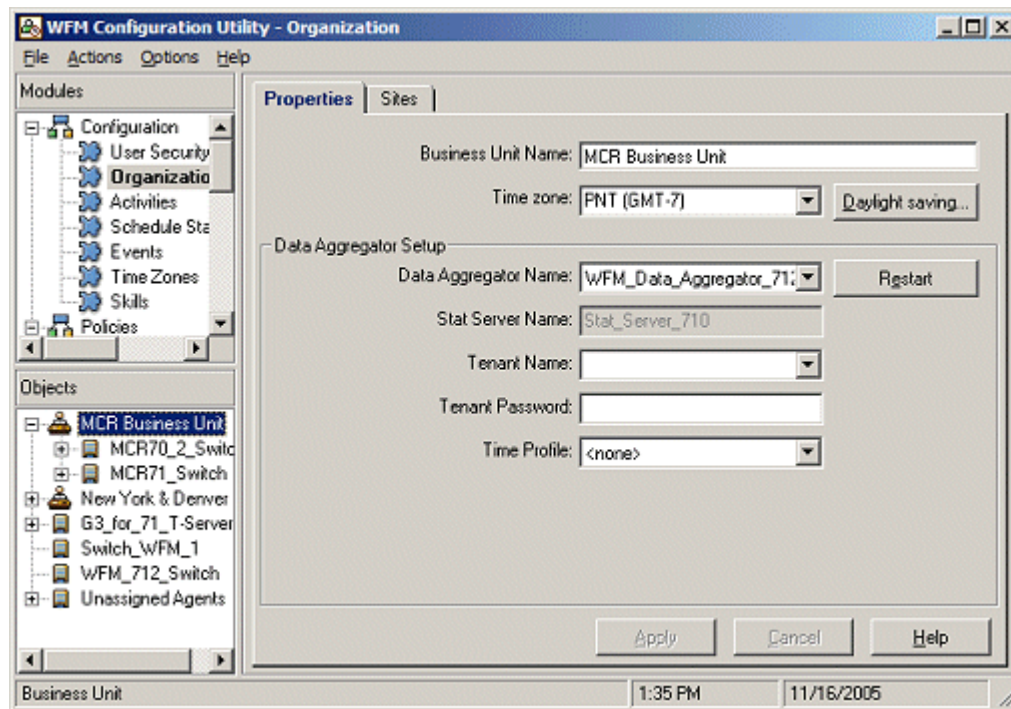 WFM Configuration Utility - Organization
File Actions Options Help
Modules
Configuration
User Security
Organizatio
Activities
Schedule Sta
Events
Time Zones
Skills
Policies
Objects
MCR Business Unit
MCR70_2_Switc
MCR71_Switch
New York & Denver
G3_for_71_T-Server
Switch_WFM_1
WFM_712_Switch
Unassigned Agents
Properties Sites
Business Unit Name: MCR Business Unit
Time zone: PNT (GMT-7) Daylight saving...
Data Aggregator Setup
Data Aggregator Name: WFM_Data_Aggregator_712 Restart
Stat Server Name: Stat_Server_710
Tenant Name:
Tenant Password:
Time Profile: <none>
Apply Cancel Help
Business Unit 1:35 PM 11/16/2005